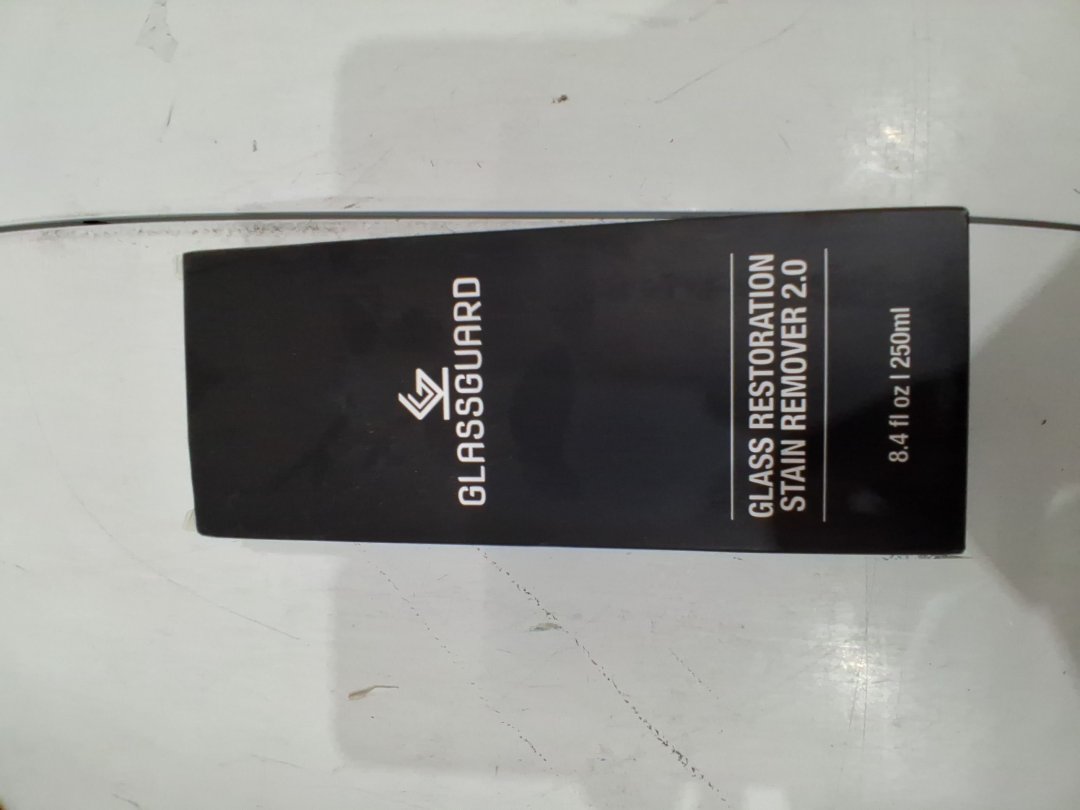 GLASSGUARD
GLASS RESTORATION
STAIN REMOVER 2.0
8.4 fl oz | 250ml